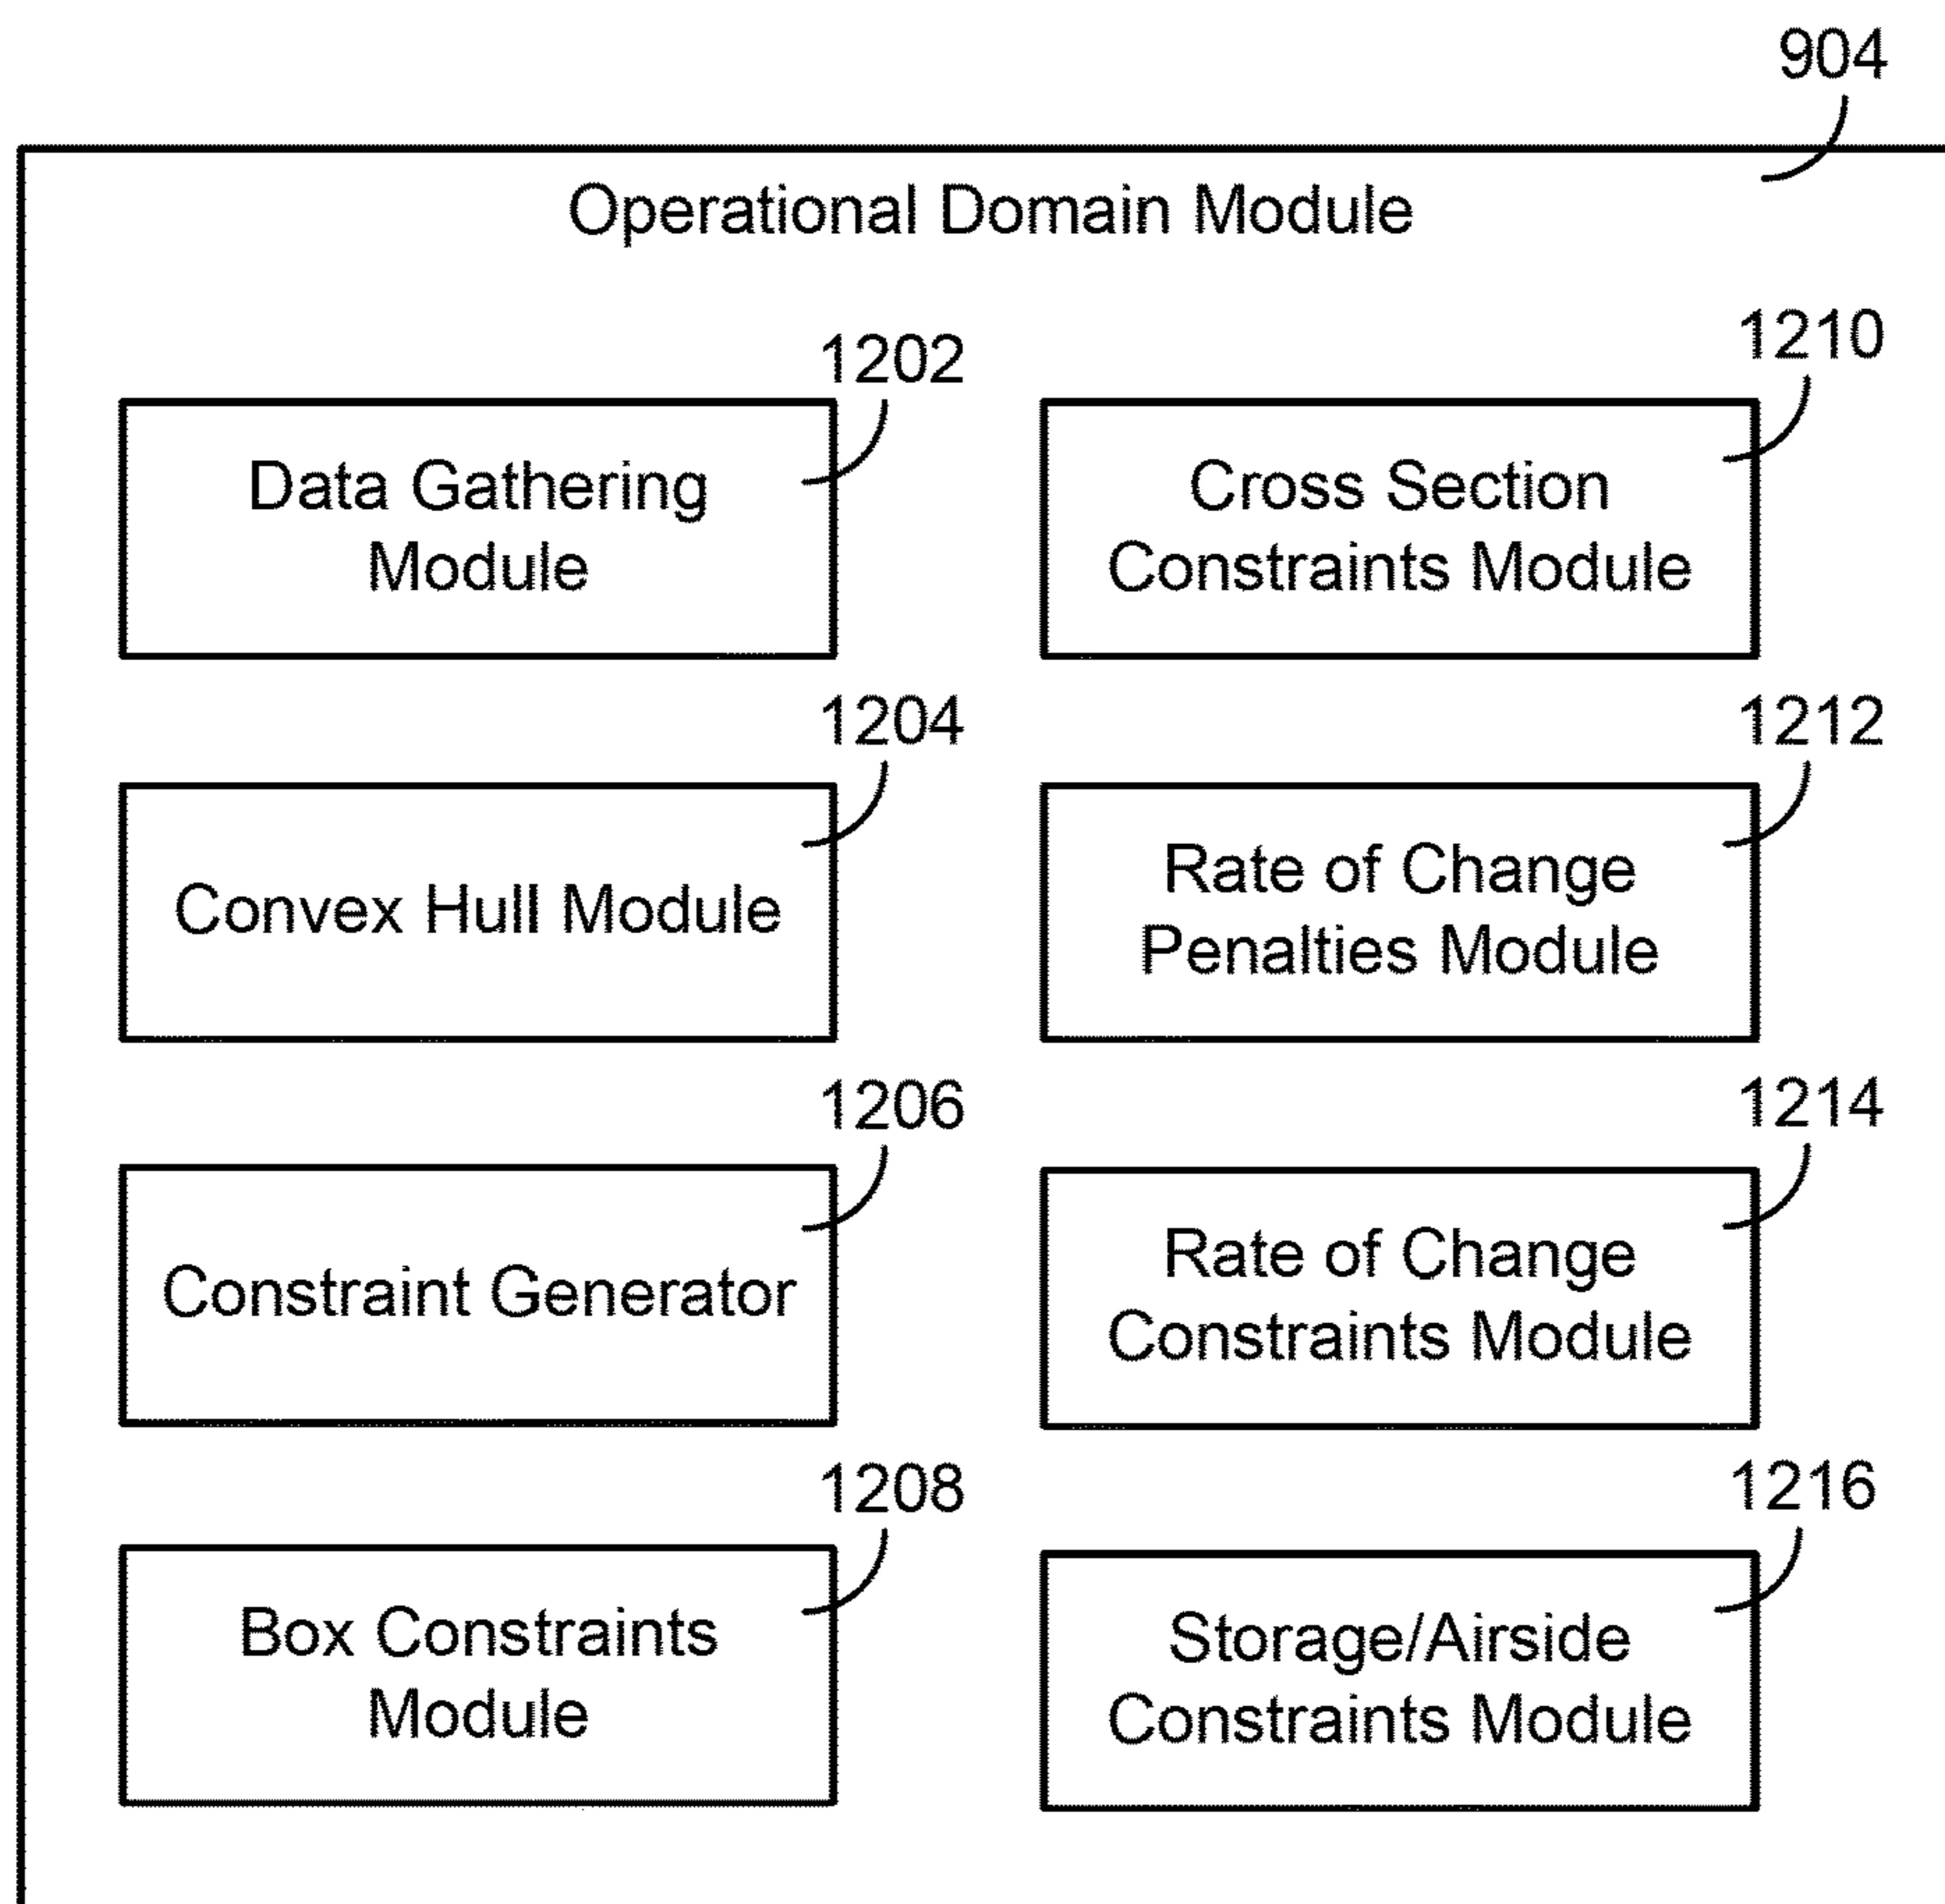 904
Operational Domain Module
1202
Data Gathering
Module
1204
Convex Hull Module
1206
Constraint Generator
1208
Box Constraints
Module
1210
Cross Section
Constraints Module
1212
Rate of Change
Penalties Module
1214
Rate of Change
Constraints Module
1216
Storage/Airside
Constraints Module